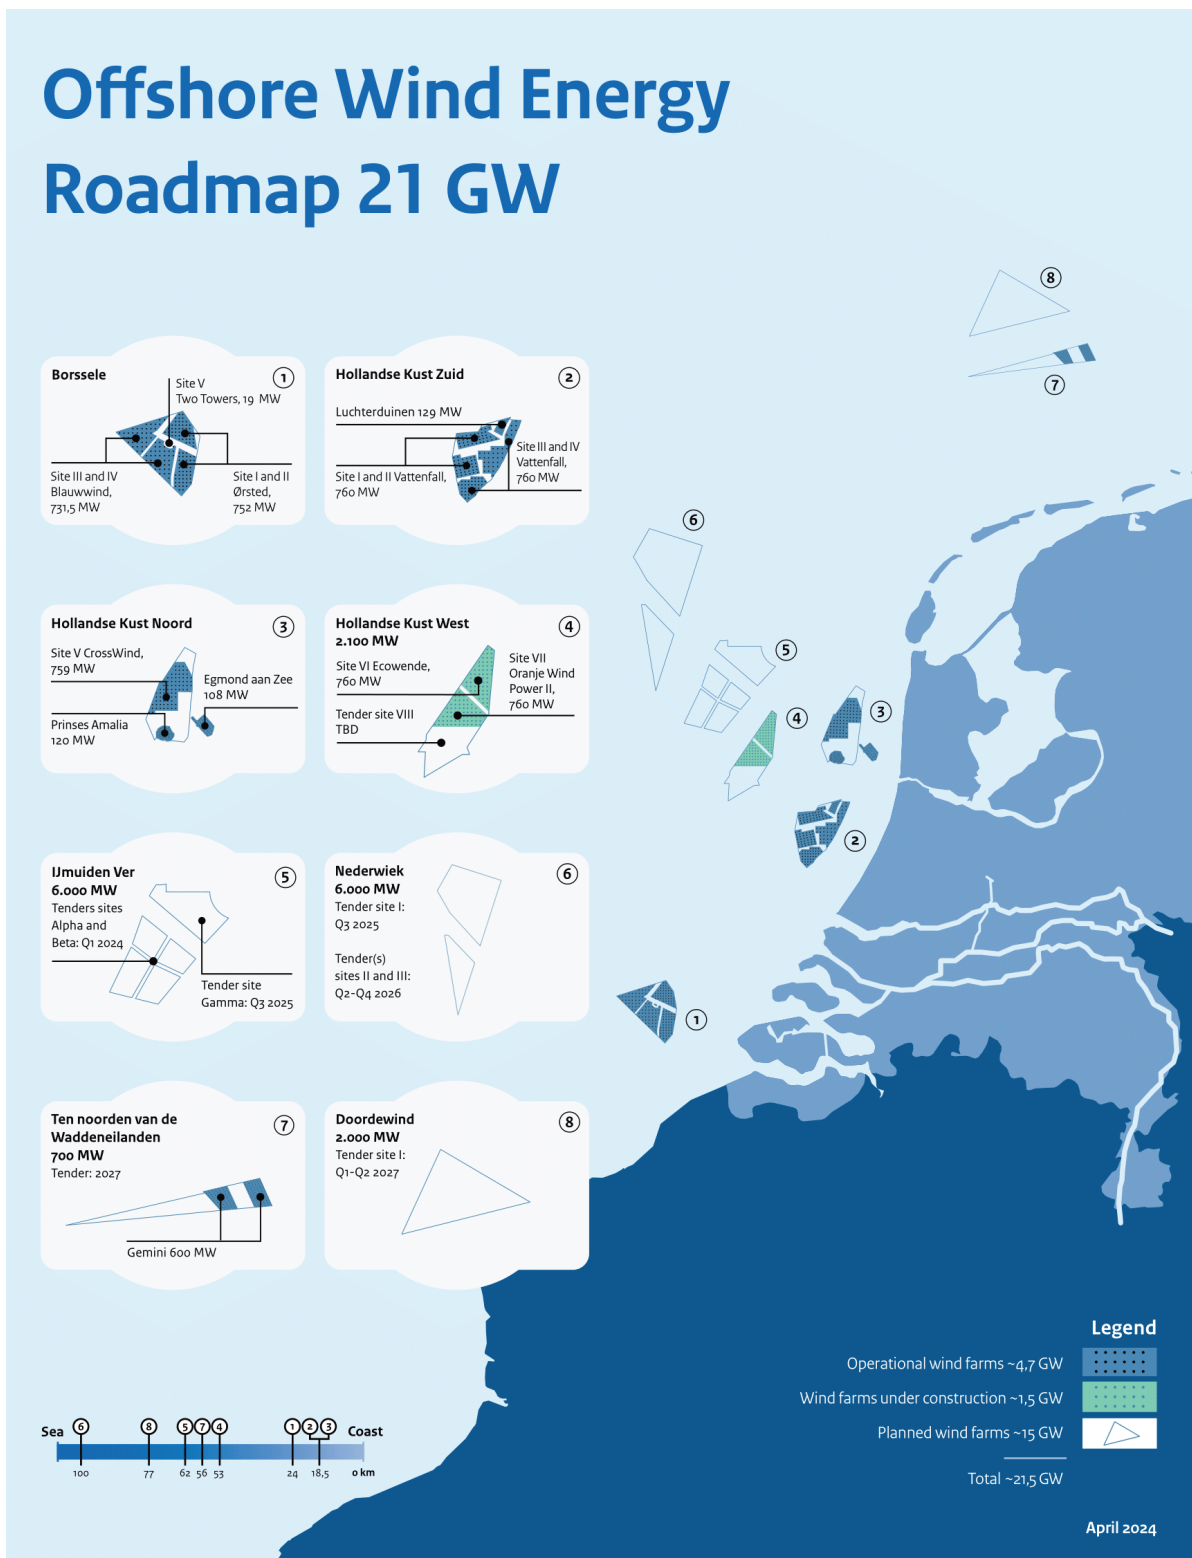 Offshore Wind Energy
Roadmap 21 GW
8
7
6
5
4
3
2
1
Borssele
1
Site V
Two Towers, 19 MW
Site III and IV
Blauwwind,
731,5 MW
Site I and II
Ørsted,
752 MW
Hollandse Kust Zuid
2
Luchterduinen 129 MW
Site III and IV
Vattenfall,
760 MW
Site I and II Vattenfall,
760 MW
Hollandse Kust Noord
3
Site V CrossWind,
759 MW
Egmond aan Zee
108 MW
Prinses Amalia
120 MW
Hollandse Kust West
2.100 MW
4
Site VI Ecowende,
760 MW
Site VII
Oranje Wind
Power II,
760 MW
Tender site VIII
TBD
IJmuiden Ver
6.000 MW
5
Tenders sites
Alpha and
Beta: Q1 2024
Tender site
Gamma: Q3 2025
Nederwiek
6.000 MW
6
Tender site I:
Q3 2025
Tender(s)
sites II and III:
Q2-Q4 2026
Ten noorden van de
Waddeneilanden
700 MW
7
Tender: 2027
Gemini 600 MW
Doordewind
2.000 MW
8
Tender site I:
Q1-Q2 2027
Legend
Operational wind farms ~4,7 GW
Wind farms under construction ~1,5 GW
Planned wind farms ~15 GW
Total ~21,5 GW
Sea 6 8 5 7 4 1 2 3 Coast
100 77 62 56 53 24 18,5 0 km
April 2024